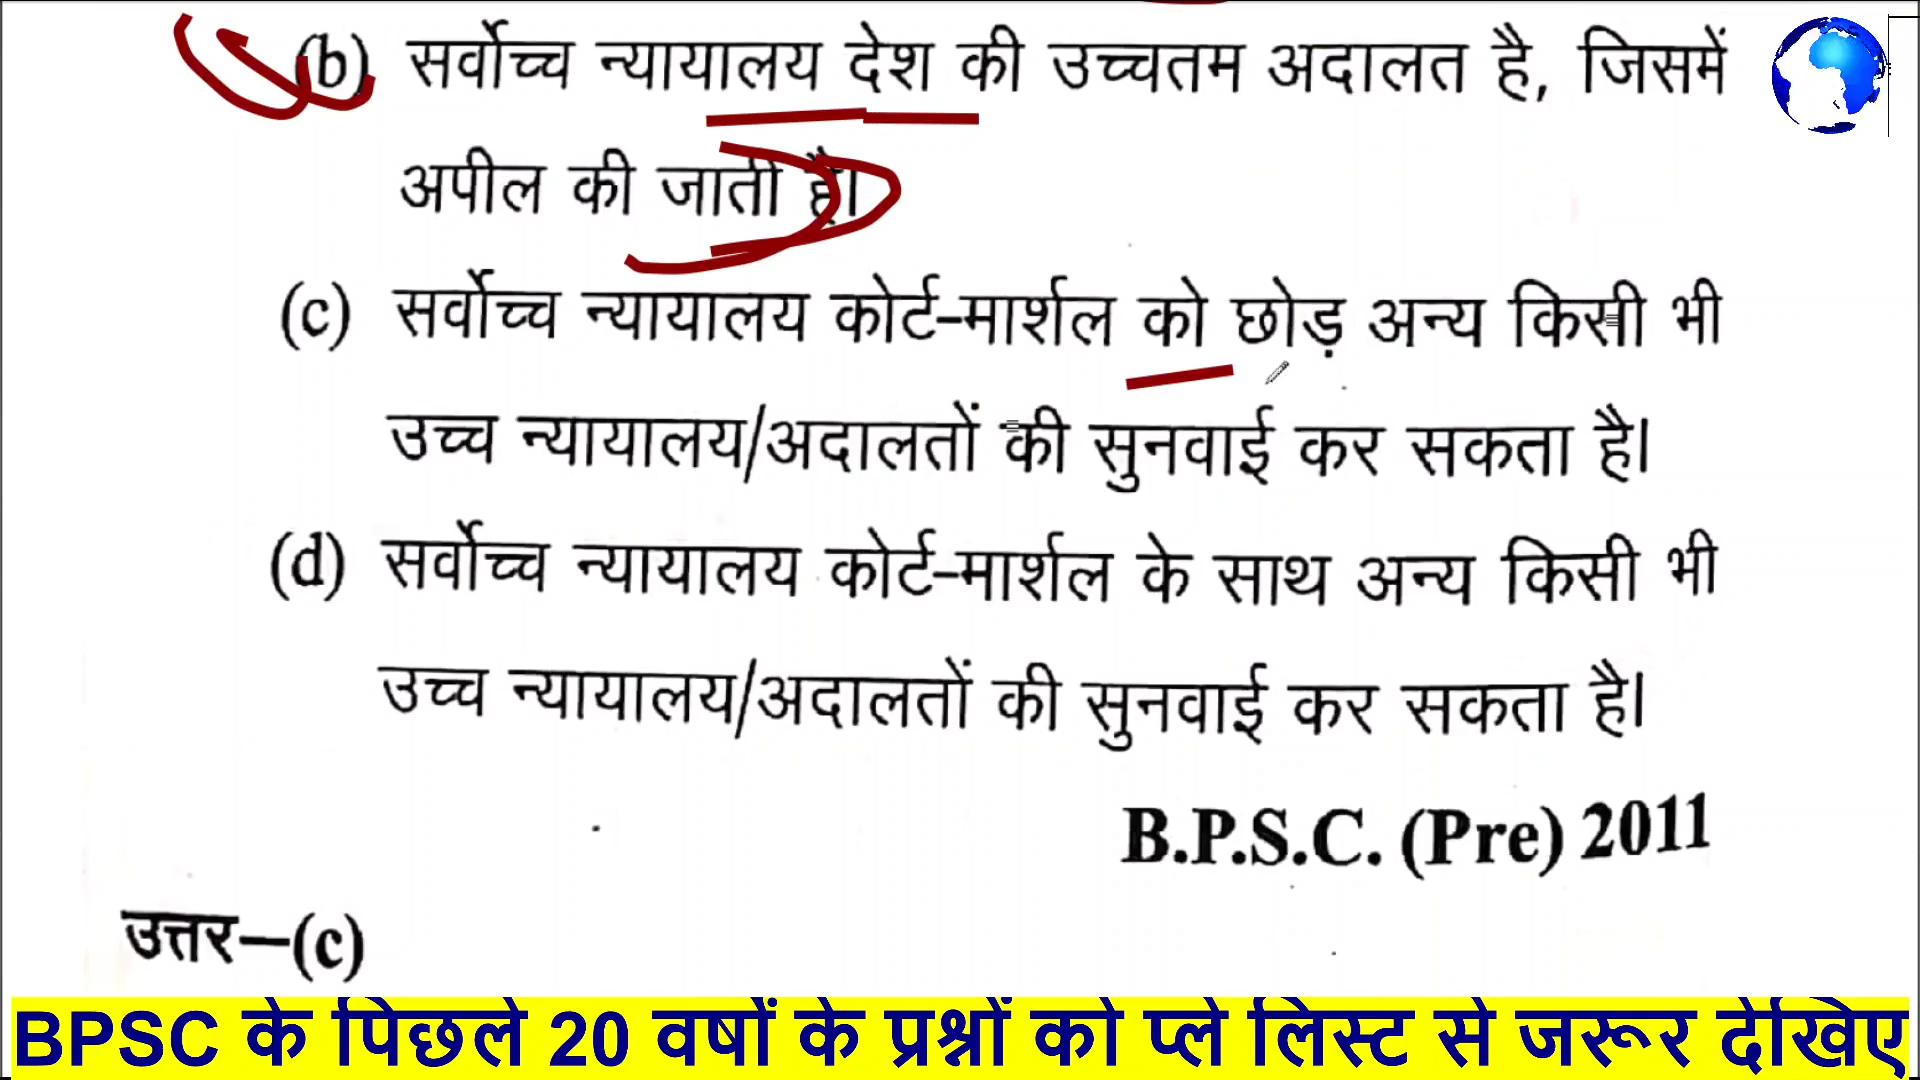 (b) सर्वोच्च न्यायालय देश की उच्चतम अदालत है, जिसमें
अपील की जाती है।
(c) सर्वोच्च न्यायालय कोर्ट-मार्शल को छोड़ अन्य किसी भी
उच्च न्यायालय/अदालतों की सुनवाई कर सकता है।
(d) सर्वोच्च न्यायालय कोर्ट-मार्शल के साथ अन्य किसी भी
उच्च न्यायालय/अदालतों की सुनवाई कर सकता है।
B.P.S.C. (Pre) 2011
उत्तर—(c)
BPSC के पिछले 20 वर्षों के प्रश्नों को प्ले लिस्ट से जरूर देखिए